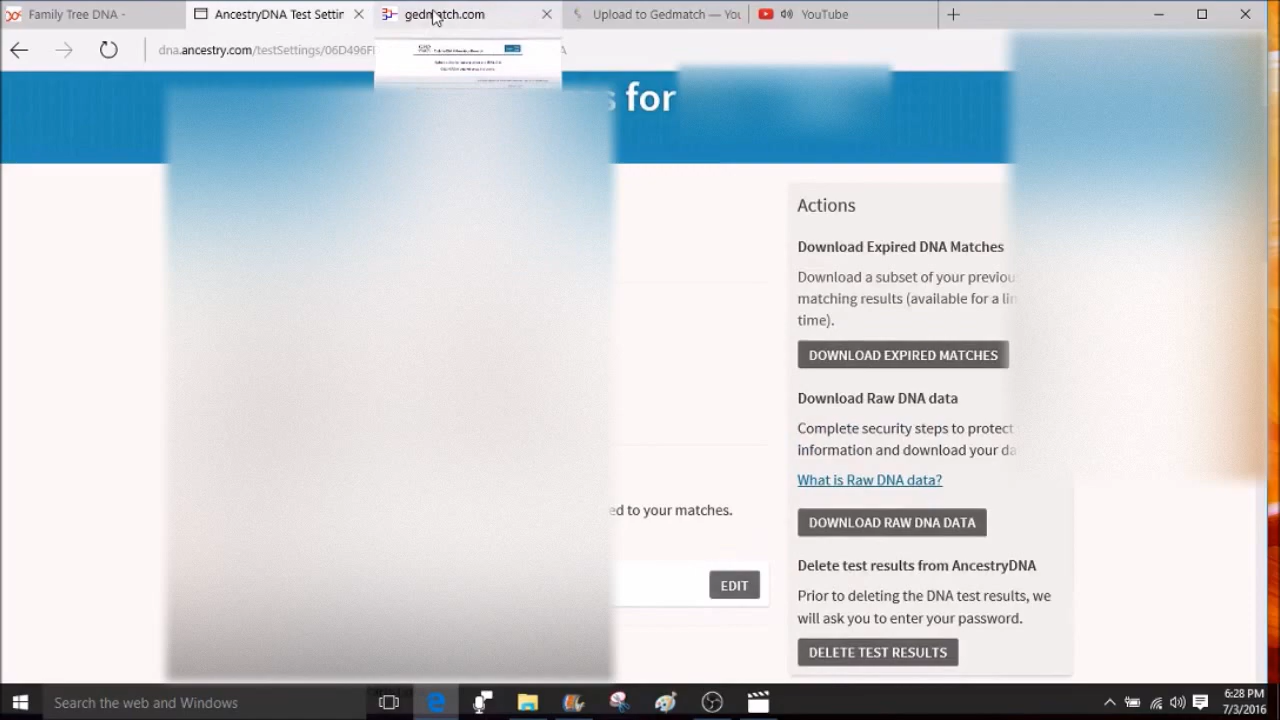 Family Tree DNA -
AncestryDNA Test Settin
gedmatch.com
Upload to Gedmatch — You
YouTube
dna.ancestry.com/testSettings/06D496F
s for
Actions
Download Expired DNA Matches
Download a subset of your previou
matching results (available for a lim
time).
DOWNLOAD EXPIRED MATCHES
Download Raw DNA data
Complete security steps to protect
information and download your da
What is Raw DNA data?
ed to your matches.
DOWNLOAD RAW DNA DATA
Delete test results from AncestryDNA
EDIT
Prior to deleting the DNA test results, we
will ask you to enter your password.
DELETE TEST RESULTS
Search the web and Windows
6:28 PM
7/3/2016